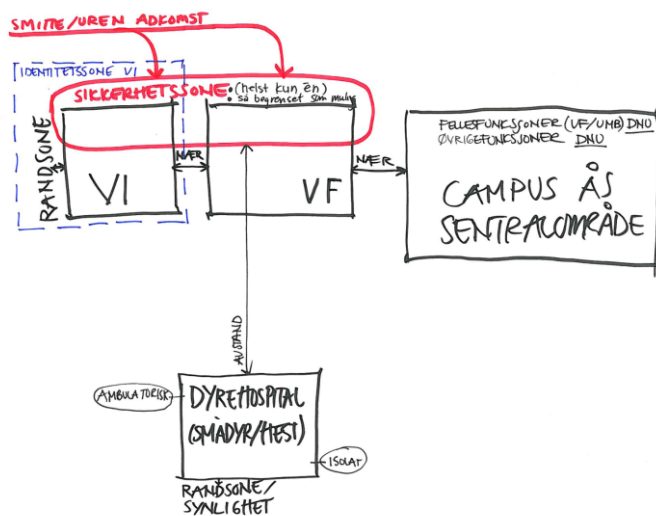 SMITTE/UREN ADKOMST
IDENTITETSSONE VI
SIKKERHETSSONE • (helst kun én)
• så begrenset som mulig
RANDSONE
VI
NÆR
VF
NÆR
FELLEFUNKSJONER (VF/UMB) DNU
ØVRIGEFUNKSJONER DNU
CAMPUS ÅS
SENTRALOMRÅDE
AVSTAND
AMBULATORISK
DYREHOSPITAL
(SMÅDYR/HEST)
ISOLAT
RANDSONE/
SYNLIGHET